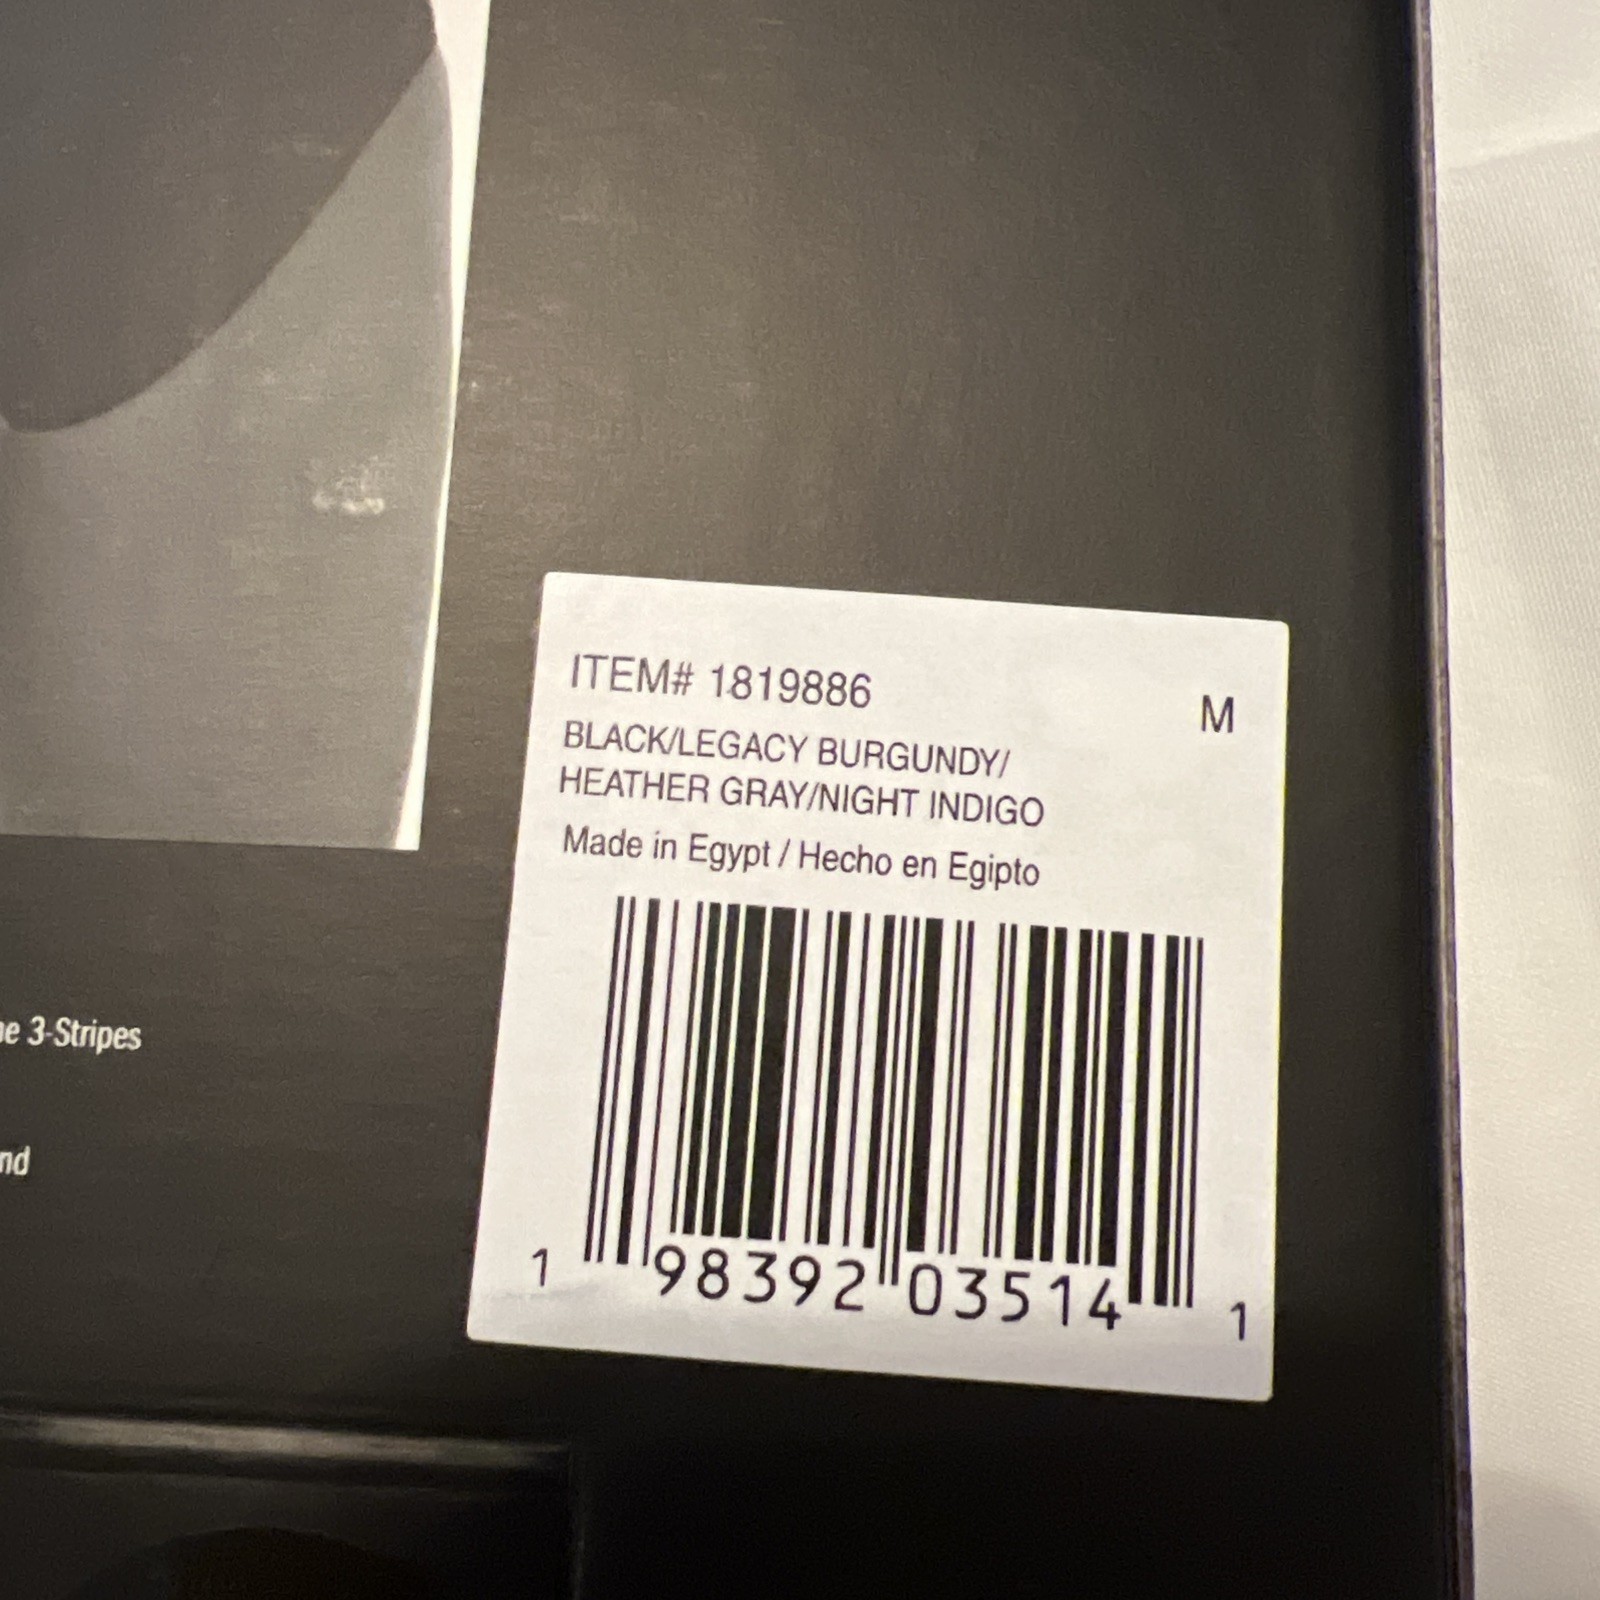 ITEM# 1819886
M
BLACK/LEGACY BURGUNDY/
HEATHER GRAY/NIGHT INDIGO
Made in Egypt / Hecho en Egipto
1 98392 03514 1
3-Stripes